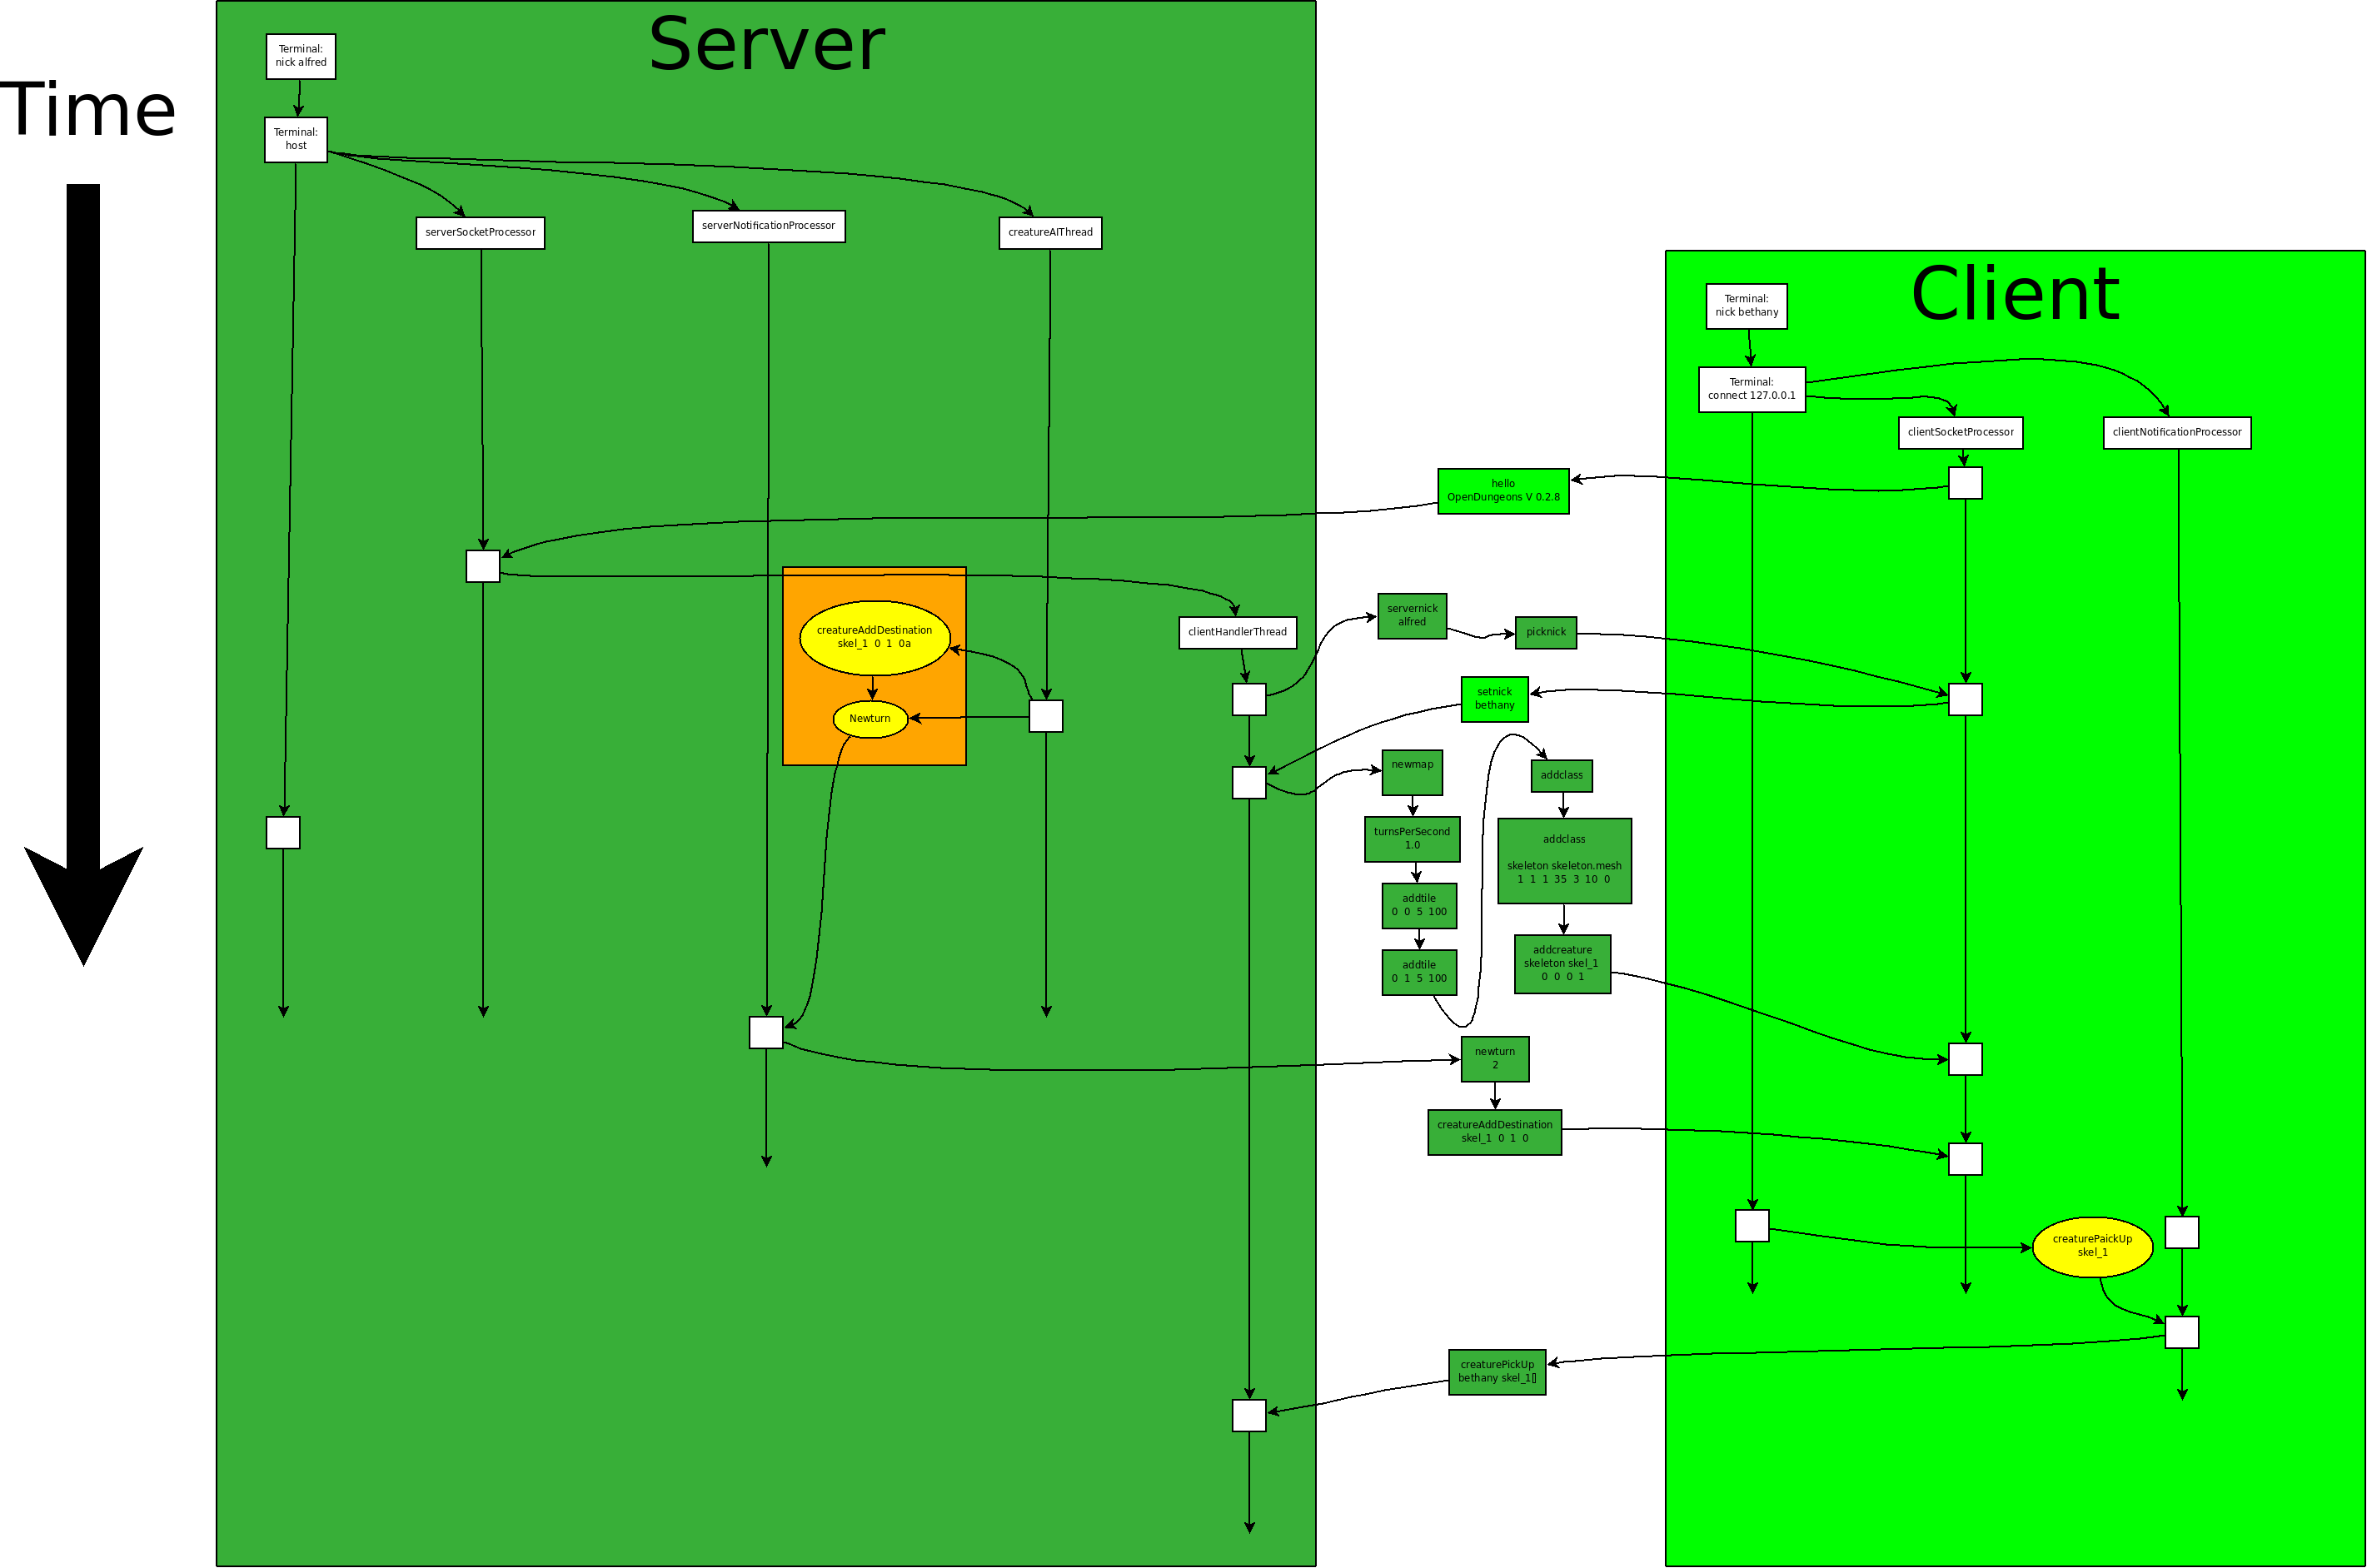 Server
Terminal:
nick alfred
Time
Terminal:
host
serverSocketProcessor
serverNotificationProcessor
creatureAIThread
Client
Terminal:
nick bethany
Terminal:
connect 127.0.0.1
clientSocketProcessor
clientNotificationProcessor
hello
OpenDungeons V 0.2.8
creatureAddDestination
skel_1 0 1 0a
Newturn
clientHandlerThread
servernick
alfred
picknick
setnick
bethany
newmap
turnsPerSecond
1.0
addtile
0 0 5 100
addtile
0 1 5 100
addclass
addclass
skeleton skeleton.mesh
1 1 1 35 3 10 0
addcreature
skeleton skel_1
0 0 0 1
newturn
2
creatureAddDestination
skel_1 0 1 0
creaturePaickUp
skel_1
creaturePickUp
bethany skel_1[]